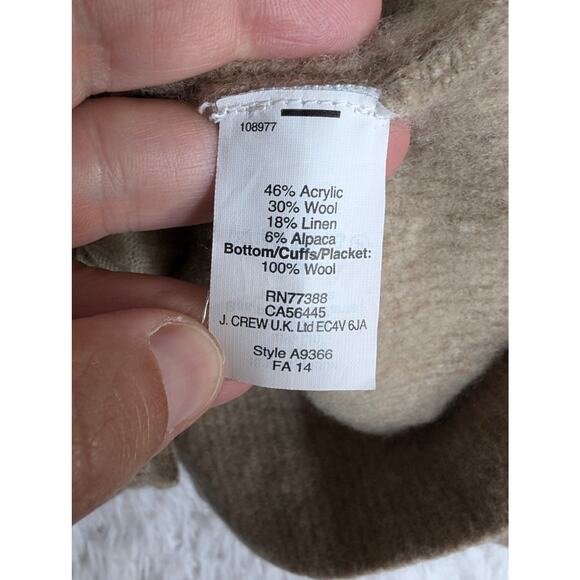 108977
46% Acrylic
30% Wool
18% Linen
6% Alpaca
Bottom/Cuffs/Placket:
100% Wool
RN77388
CA56445
J. CREW U.K. Ltd EC4V 6JA
Style A9366
FA 14